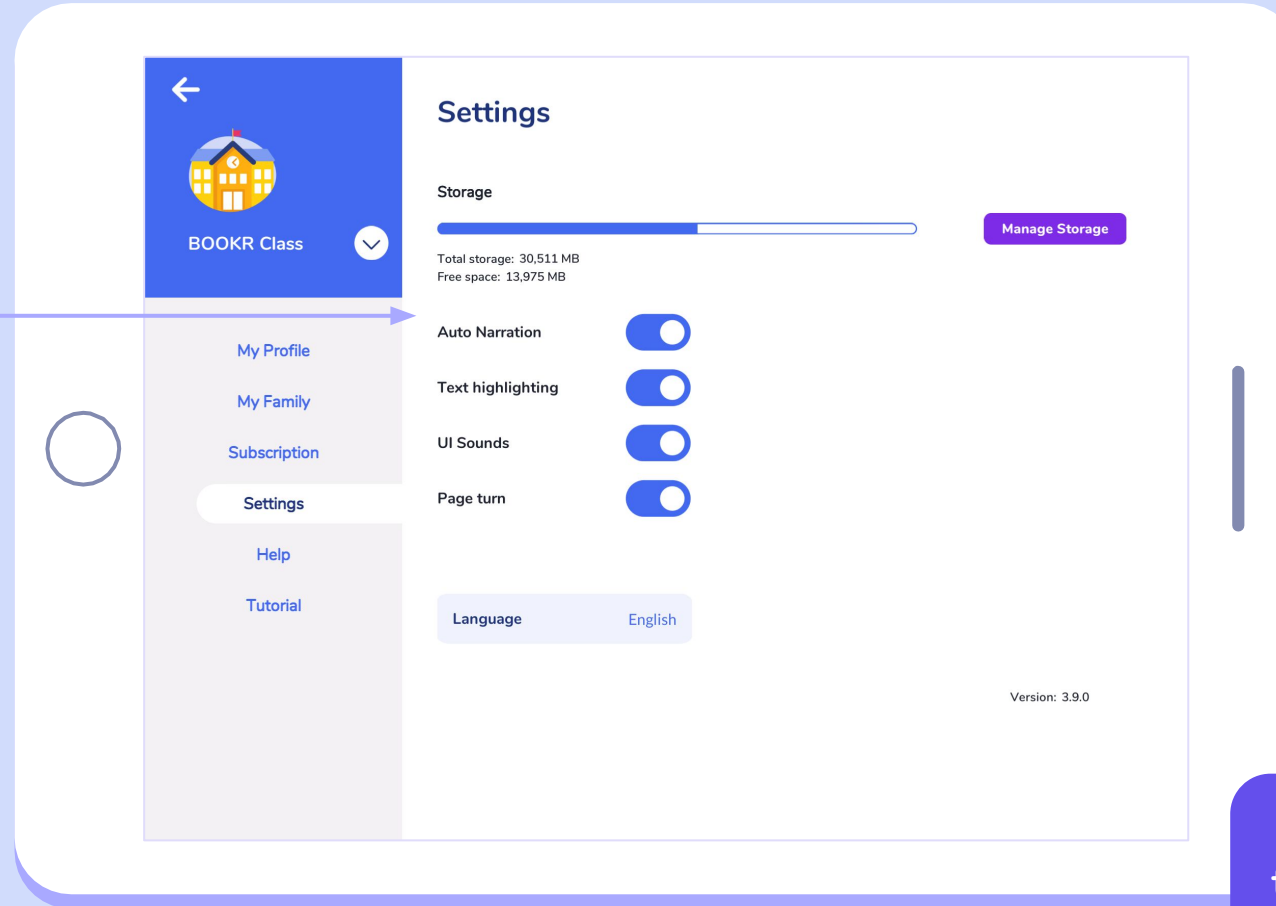 BOOKR Class
My Profile
My Family
Subscription
Settings
Help
Tutorial
Settings
Storage
Manage Storage
Total storage: 30,511 MB
Free space: 13,975 MB
Auto Narration
Text highlighting
UI Sounds
Page turn
Language English
Version: 3.9.0